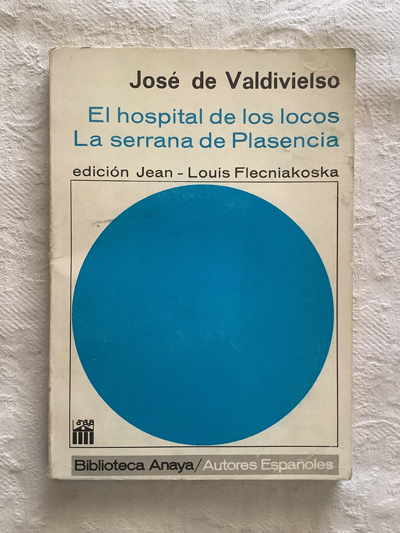 José de Valdivielso
El hospital de los locos
La serrana de Plasencia
edición Jean-Louis Flecniakoska
Biblioteca Anaya/Autores Españoles